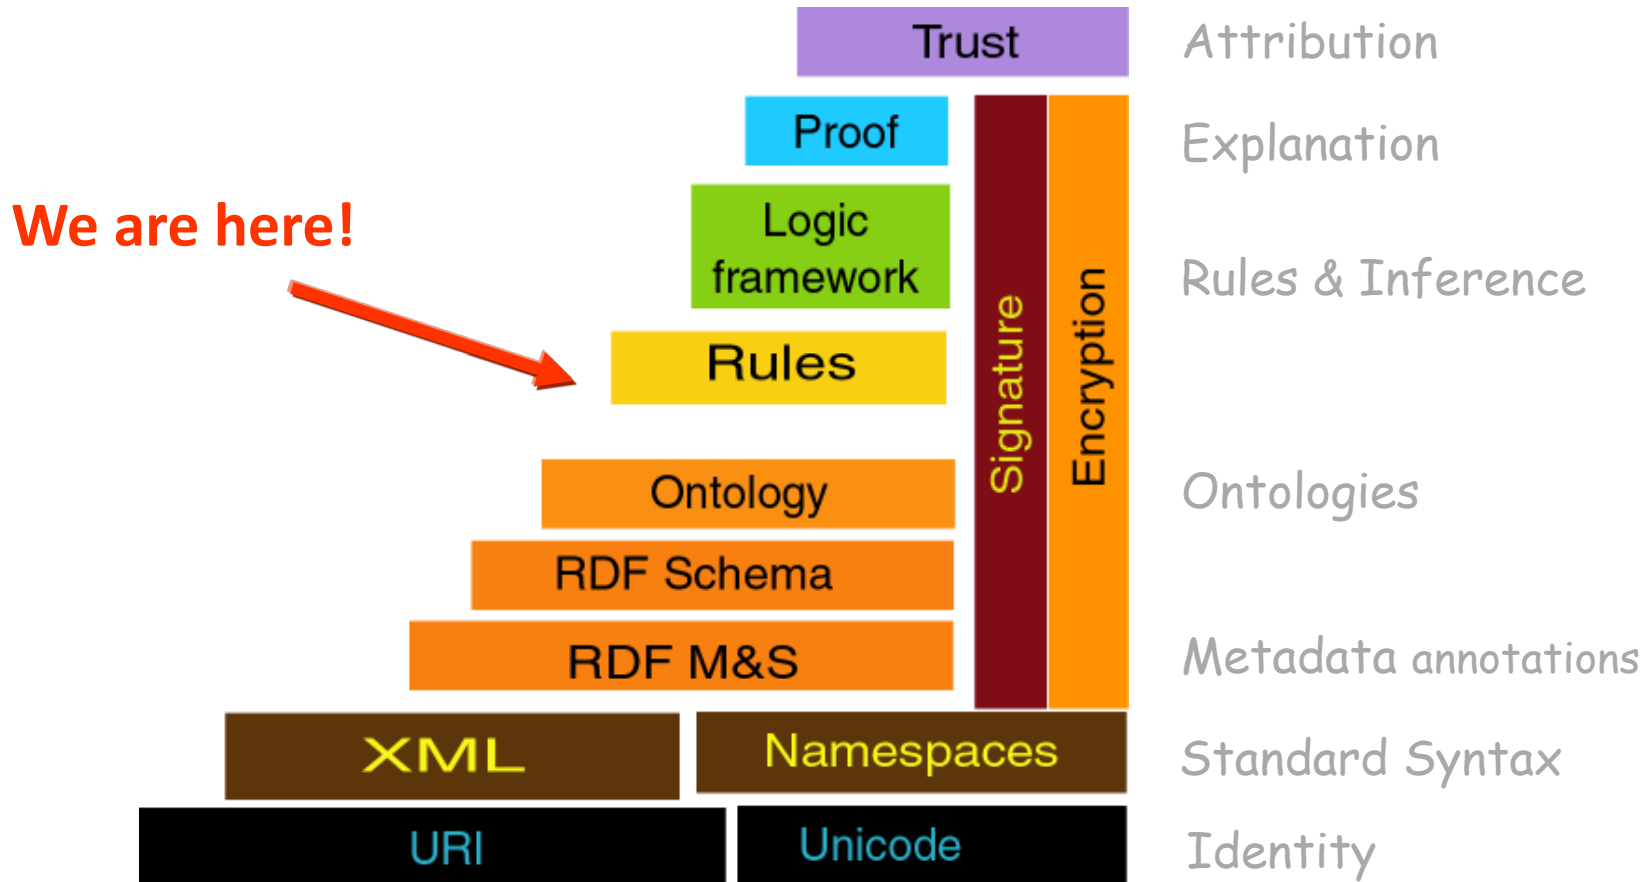 Trust
Attribution
Proof
Explanation
We are here!
Logic
framework
Rules & Inference
Rules
Signature
Encryption
Ontology
Ontologies
RDF Schema
RDF M&S
Metadata annotations
XML
Namespaces
Standard Syntax
URI
Unicode
Identity